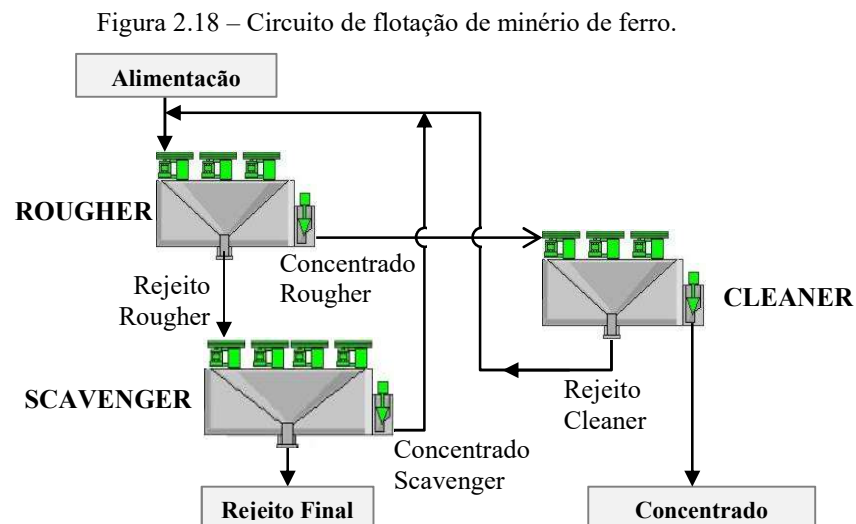 Figura 2.18 – Circuito de flotação de minério de ferro.
Alimentacão
ROUGHER
Concentrado
Rougher
Rejeito
Rougher
CLEANER
SCAVENGER
Rejeito
Cleaner
Concentrado
Scavenger
Rejeito Final
Concentrado